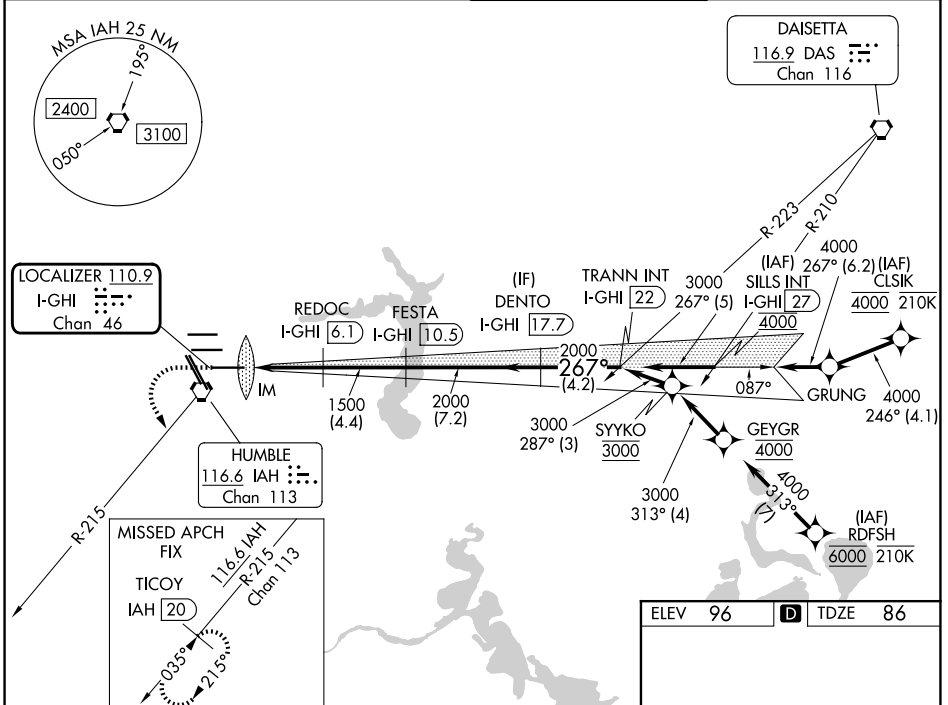 MSA IAH 25 NM
195°
2400
3100
050°
DAISETTA
116.9 DAS
Chan 116
R-223
R-210
LOCALIZER 110.9
I-GHI
Chan 46
REDOC
I-GHI 6.1
FESTA
I-GHI 10.5
(IF)
DENTO
I-GHI 17.7
TRANN INT
I-GHI 22
3000
267° (5)
(IAF)
SILLS INT
I-GHI 27
4000
4000
267° (6.2)
(IAF)
CLSIK
4000 210K
IM
1500
(4.4)
2000
(7.2)
2000
267°
(4.2)
087°
GRUNG
4000
246° (4.1)
3000
287° (3)
SYYKO
3000
GEYGR
4000
3000
313° (4)
4000
313°
(7)
(IAF)
RDFSH
6000 210K
HUMBLE
116.6 IAH
Chan 113
R-215
MISSED APCH
FIX
TICOY
IAH 20
116.6 IAH
R-215
Chan 113
035°
215°
ELEV 96 D TDZE 86